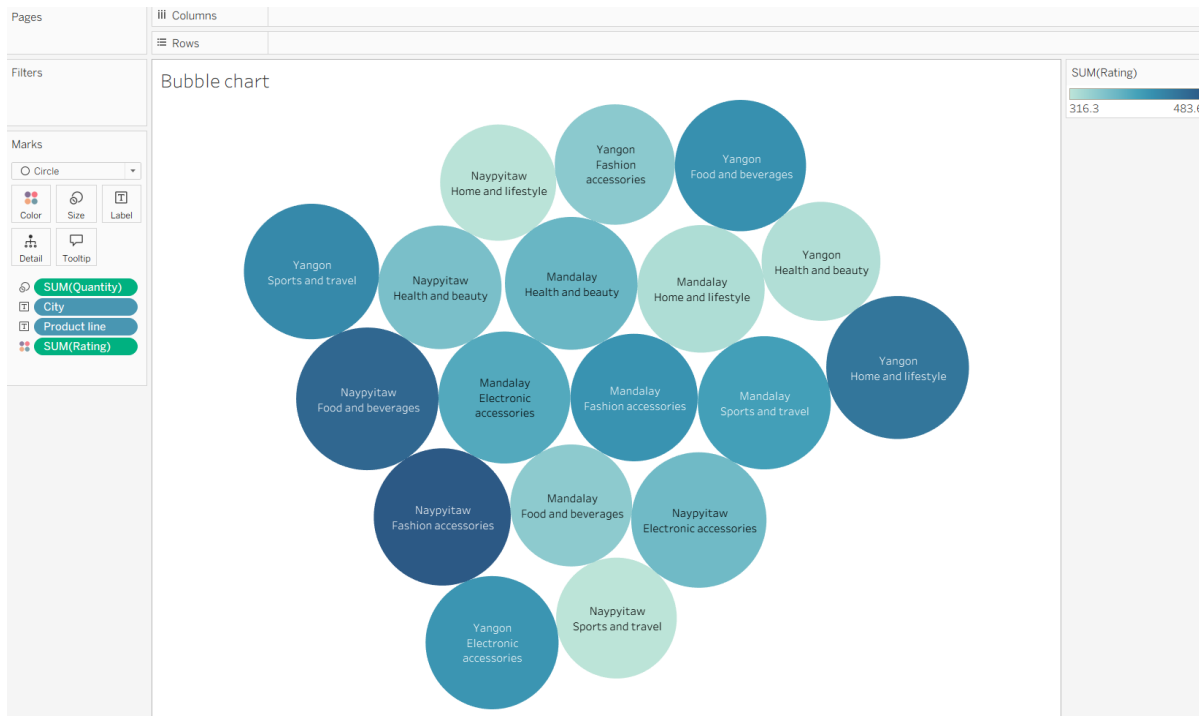 Pages
Columns
Rows
Filters
Marks
Circle
Color
Size
Label
Detail
Tooltip
SUM(Quantity)
City
Product line
SUM(Rating)
Bubble chart
Naypyitaw
Home and lifestyle
Yangon
Fashion
accessories
Yangon
Food and beverages
Yangon
Sports and travel
Naypyitaw
Health and beauty
Mandalay
Health and beauty
Mandalay
Home and lifestyle
Yangon
Health and beauty
Naypyitaw
Food and beverages
Mandalay
Electronic
accessories
Mandalay
Fashion accessories
Mandalay
Sports and travel
Yangon
Home and lifestyle
Naypyitaw
Fashion accessories
Mandalay
Food and beverages
Naypyitaw
Electronic accessories
Yangon
Electronic
accessories
Naypyitaw
Sports and travel
SUM(Rating)
316.3
483.6